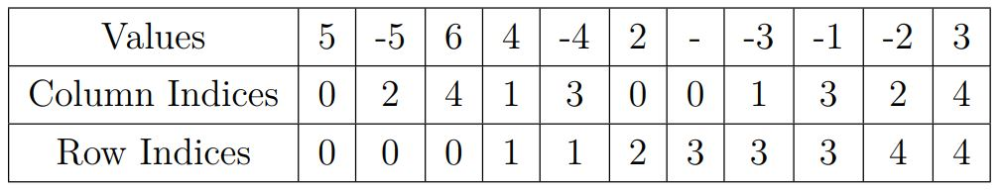 Values 5 -5 6 4 -4 2 - -3 -1 -2 3
Column Indices 0 2 4 1 3 0 0 1 3 2 4
Row Indices 0 0 0 1 1 2 3 3 3 4 4